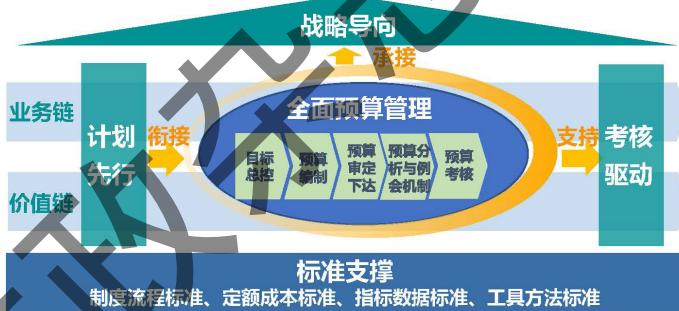 战略导向
承接
业务链
价值链
计划
先行
衔接
全面预算管理
目标
总控
预算
编制
预算
审定
下达
预算分
析与例
会机制
预算
考核
支持
考核
驱动
标准支撑
制度流程标准、定额成本标准、指标数据标准、工具方法标准